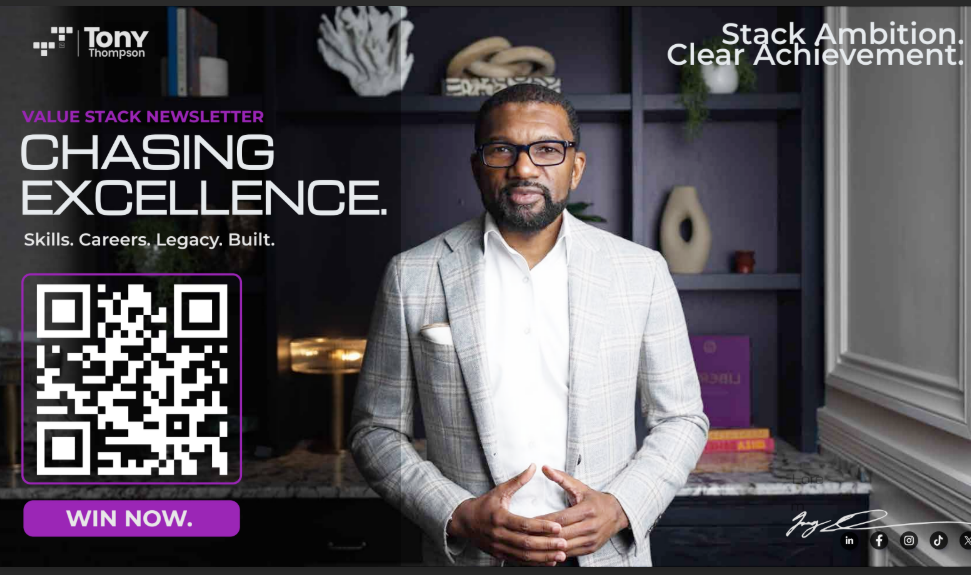 Tony
Thompson
Stack Ambition.
Clear Achievement.
VALUE STACK NEWSLETTER
CHASING
EXCELLENCE.
Skills. Careers. Legacy. Built.
WIN NOW.